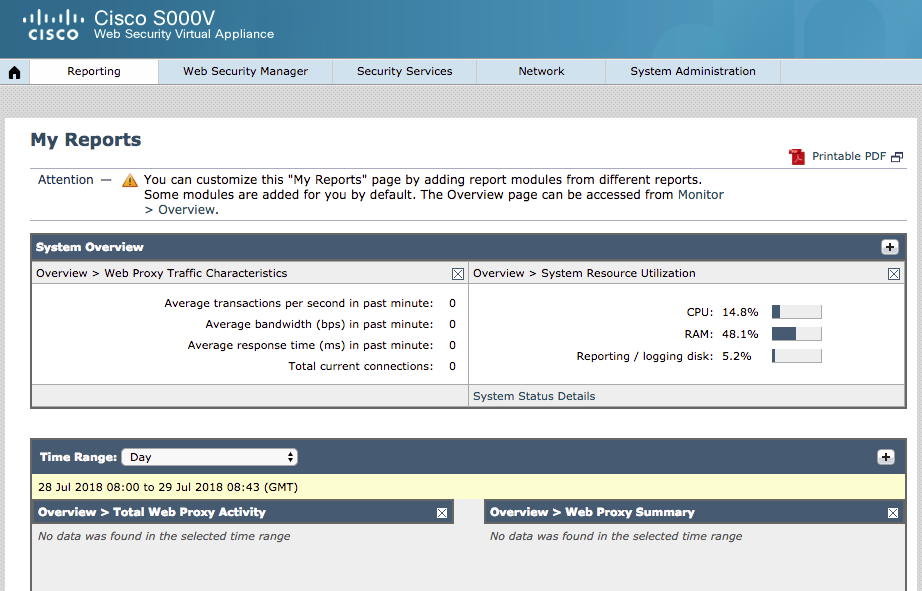 Cisco S000V
cisco
Web Security Virtual Appliance
Reporting
Web Security Manager
Security Services
Network
System Administration
My Reports
Printable PDF
Attention — You can customize this "My Reports" page by adding report modules from different reports.
Some modules are added for you by default. The Overview page can be accessed from Monitor
> Overview.
System Overview
Overview > Web Proxy Traffic Characteristics
Average transactions per second in past minute: 0
Average bandwidth (bps) in past minute: 0
Average response time (ms) in past minute: 0
Total current connections: 0
Overview > System Resource Utilization
CPU: 14.8%
RAM: 48.1%
Reporting / logging disk: 5.2%
System Status Details
Time Range: Day
28 Jul 2018 08:00 to 29 Jul 2018 08:43 (GMT)
Overview > Total Web Proxy Activity
No data was found in the selected time range
Overview > Web Proxy Summary
No data was found in the selected time range